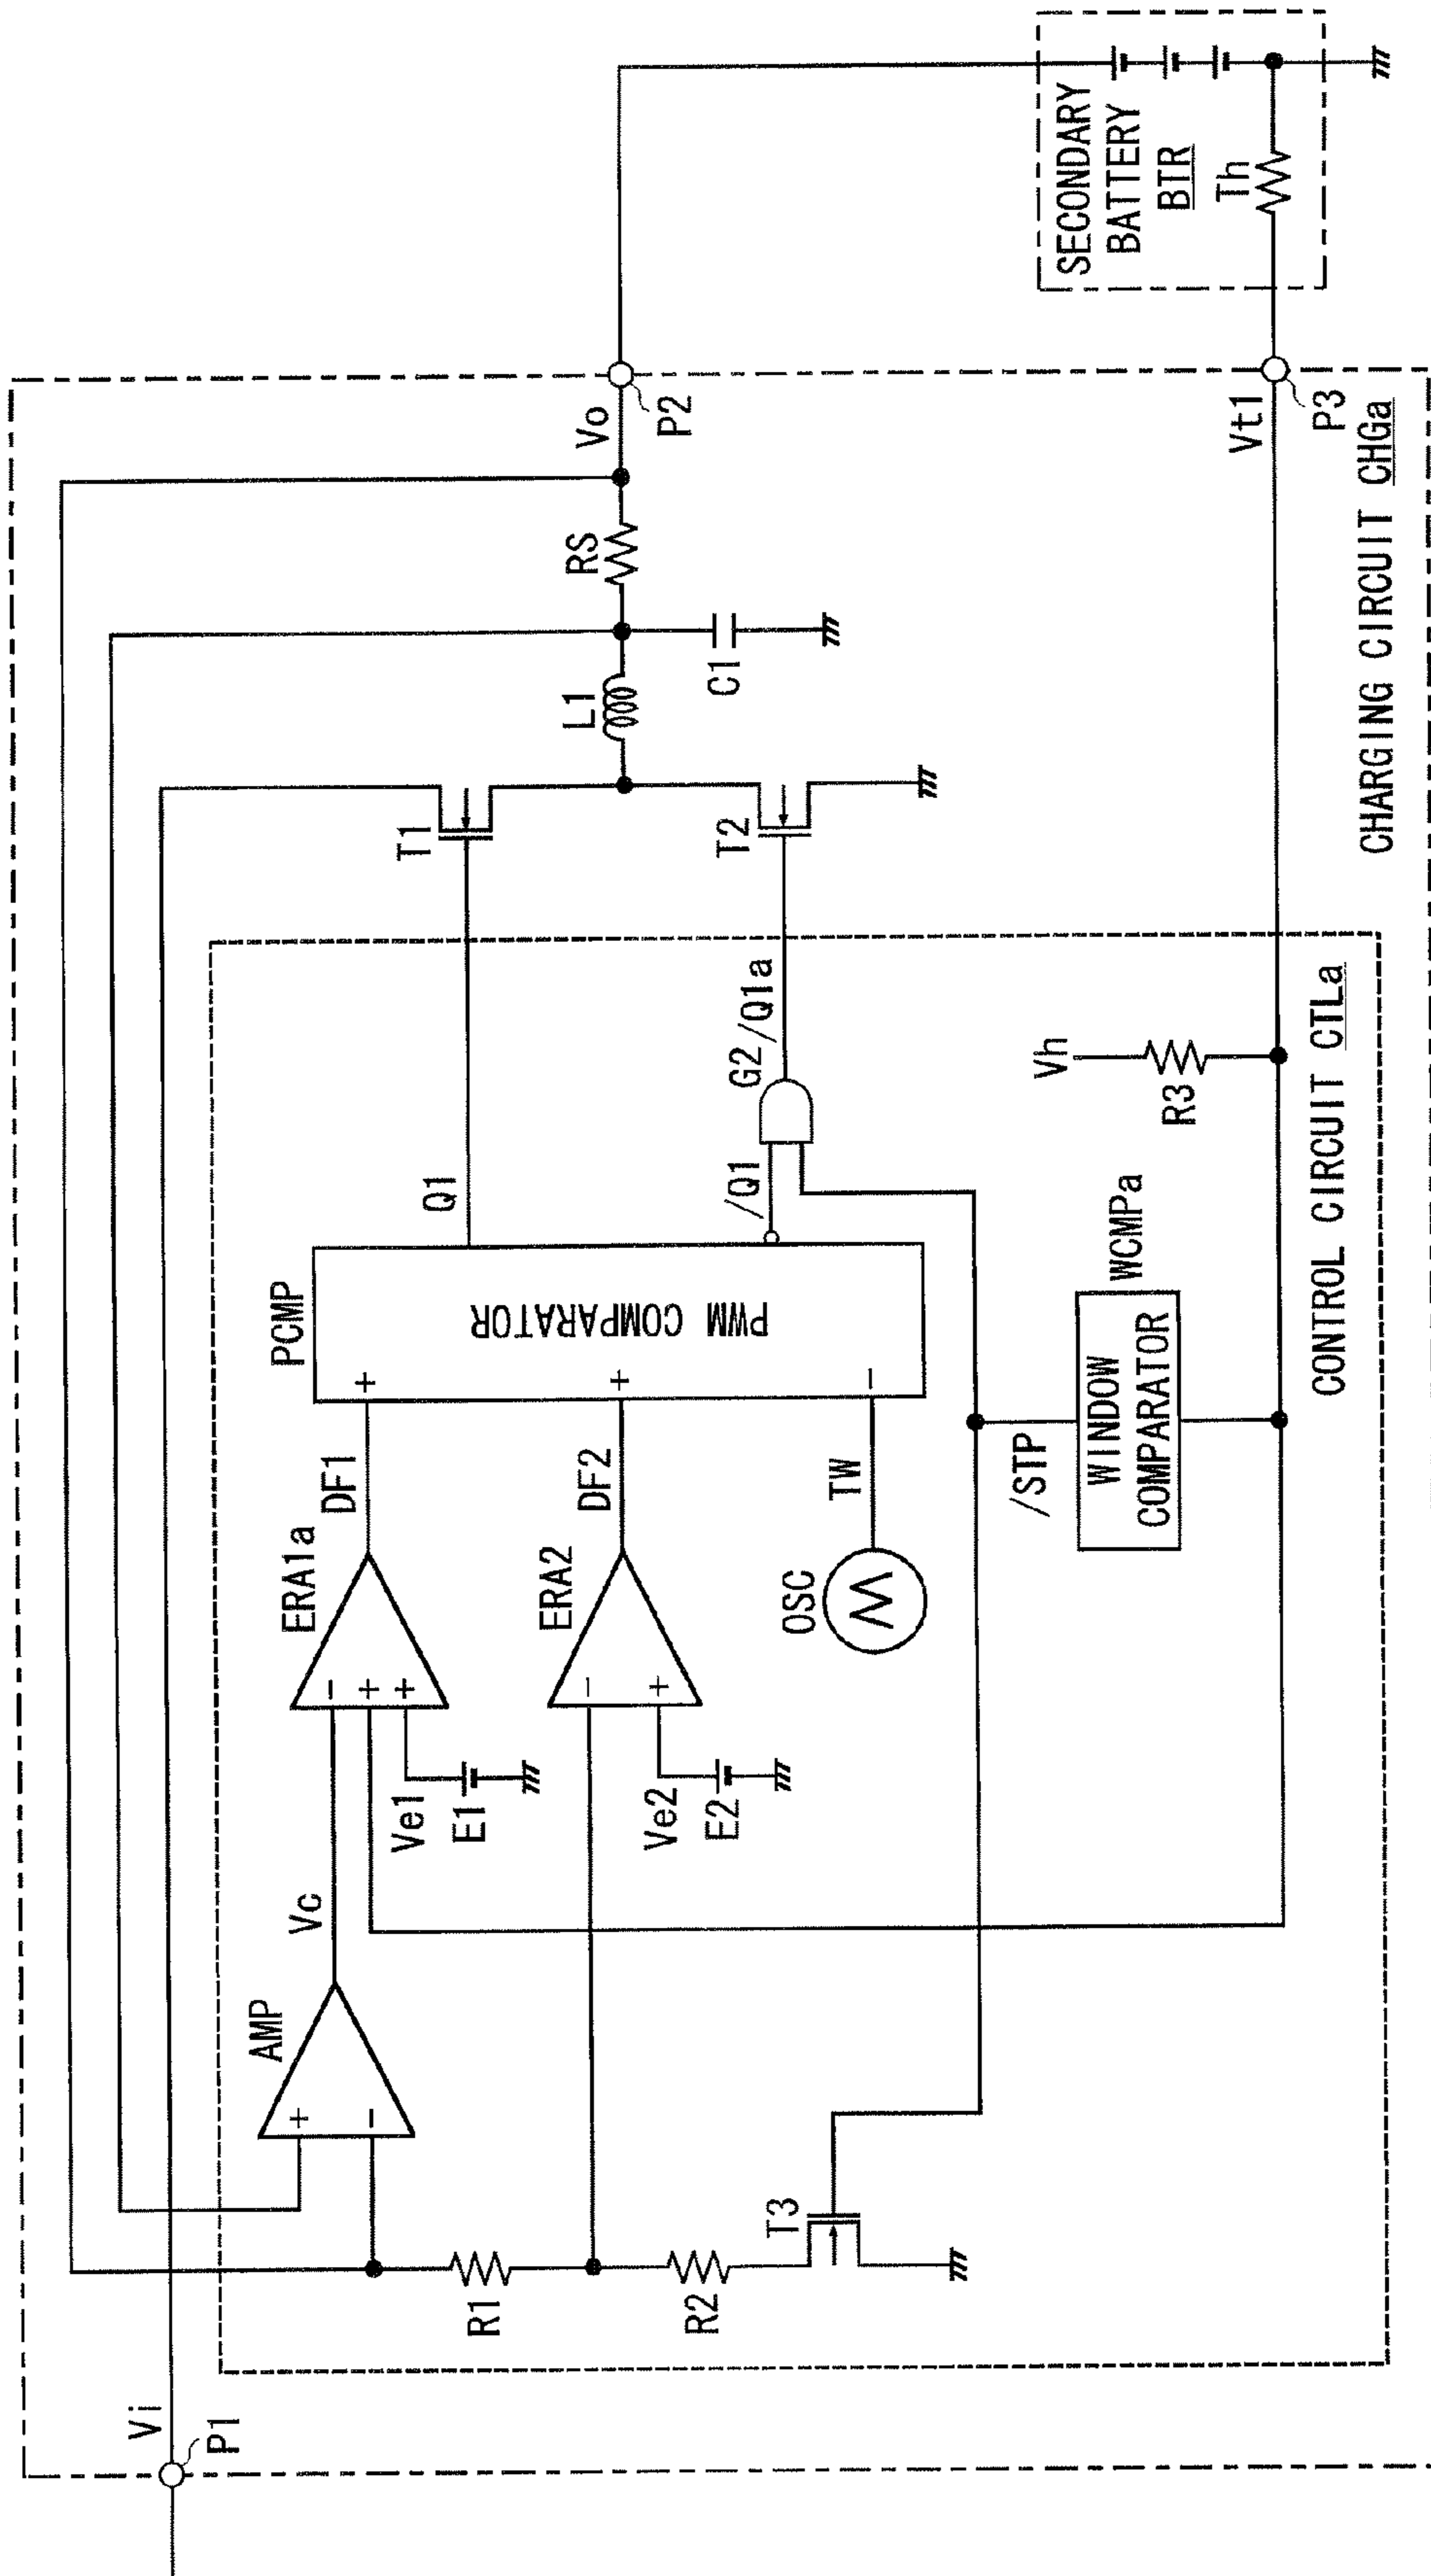 Vi
P1
AMP
+
-
Vc
R1
R2
T3
ERA1a
-
+
+
DF1
Ve1
E1
ERA2
-
+
DF2
Ve2
E2
OSC
TW
PCMP
PWM COMPARATOR
+
+
-
Q1
/Q1
G2
/Q1a
/STP
WINDOW
COMPARATOR
WCMPa
Vh
R3
CONTROL CIRCUIT CTLa
T1
T2
L1
C1
RS
Vo
P2
Vt1
P3
CHARGING CIRCUIT CHGa
SECONDARY
BATTERY
BTR
Th